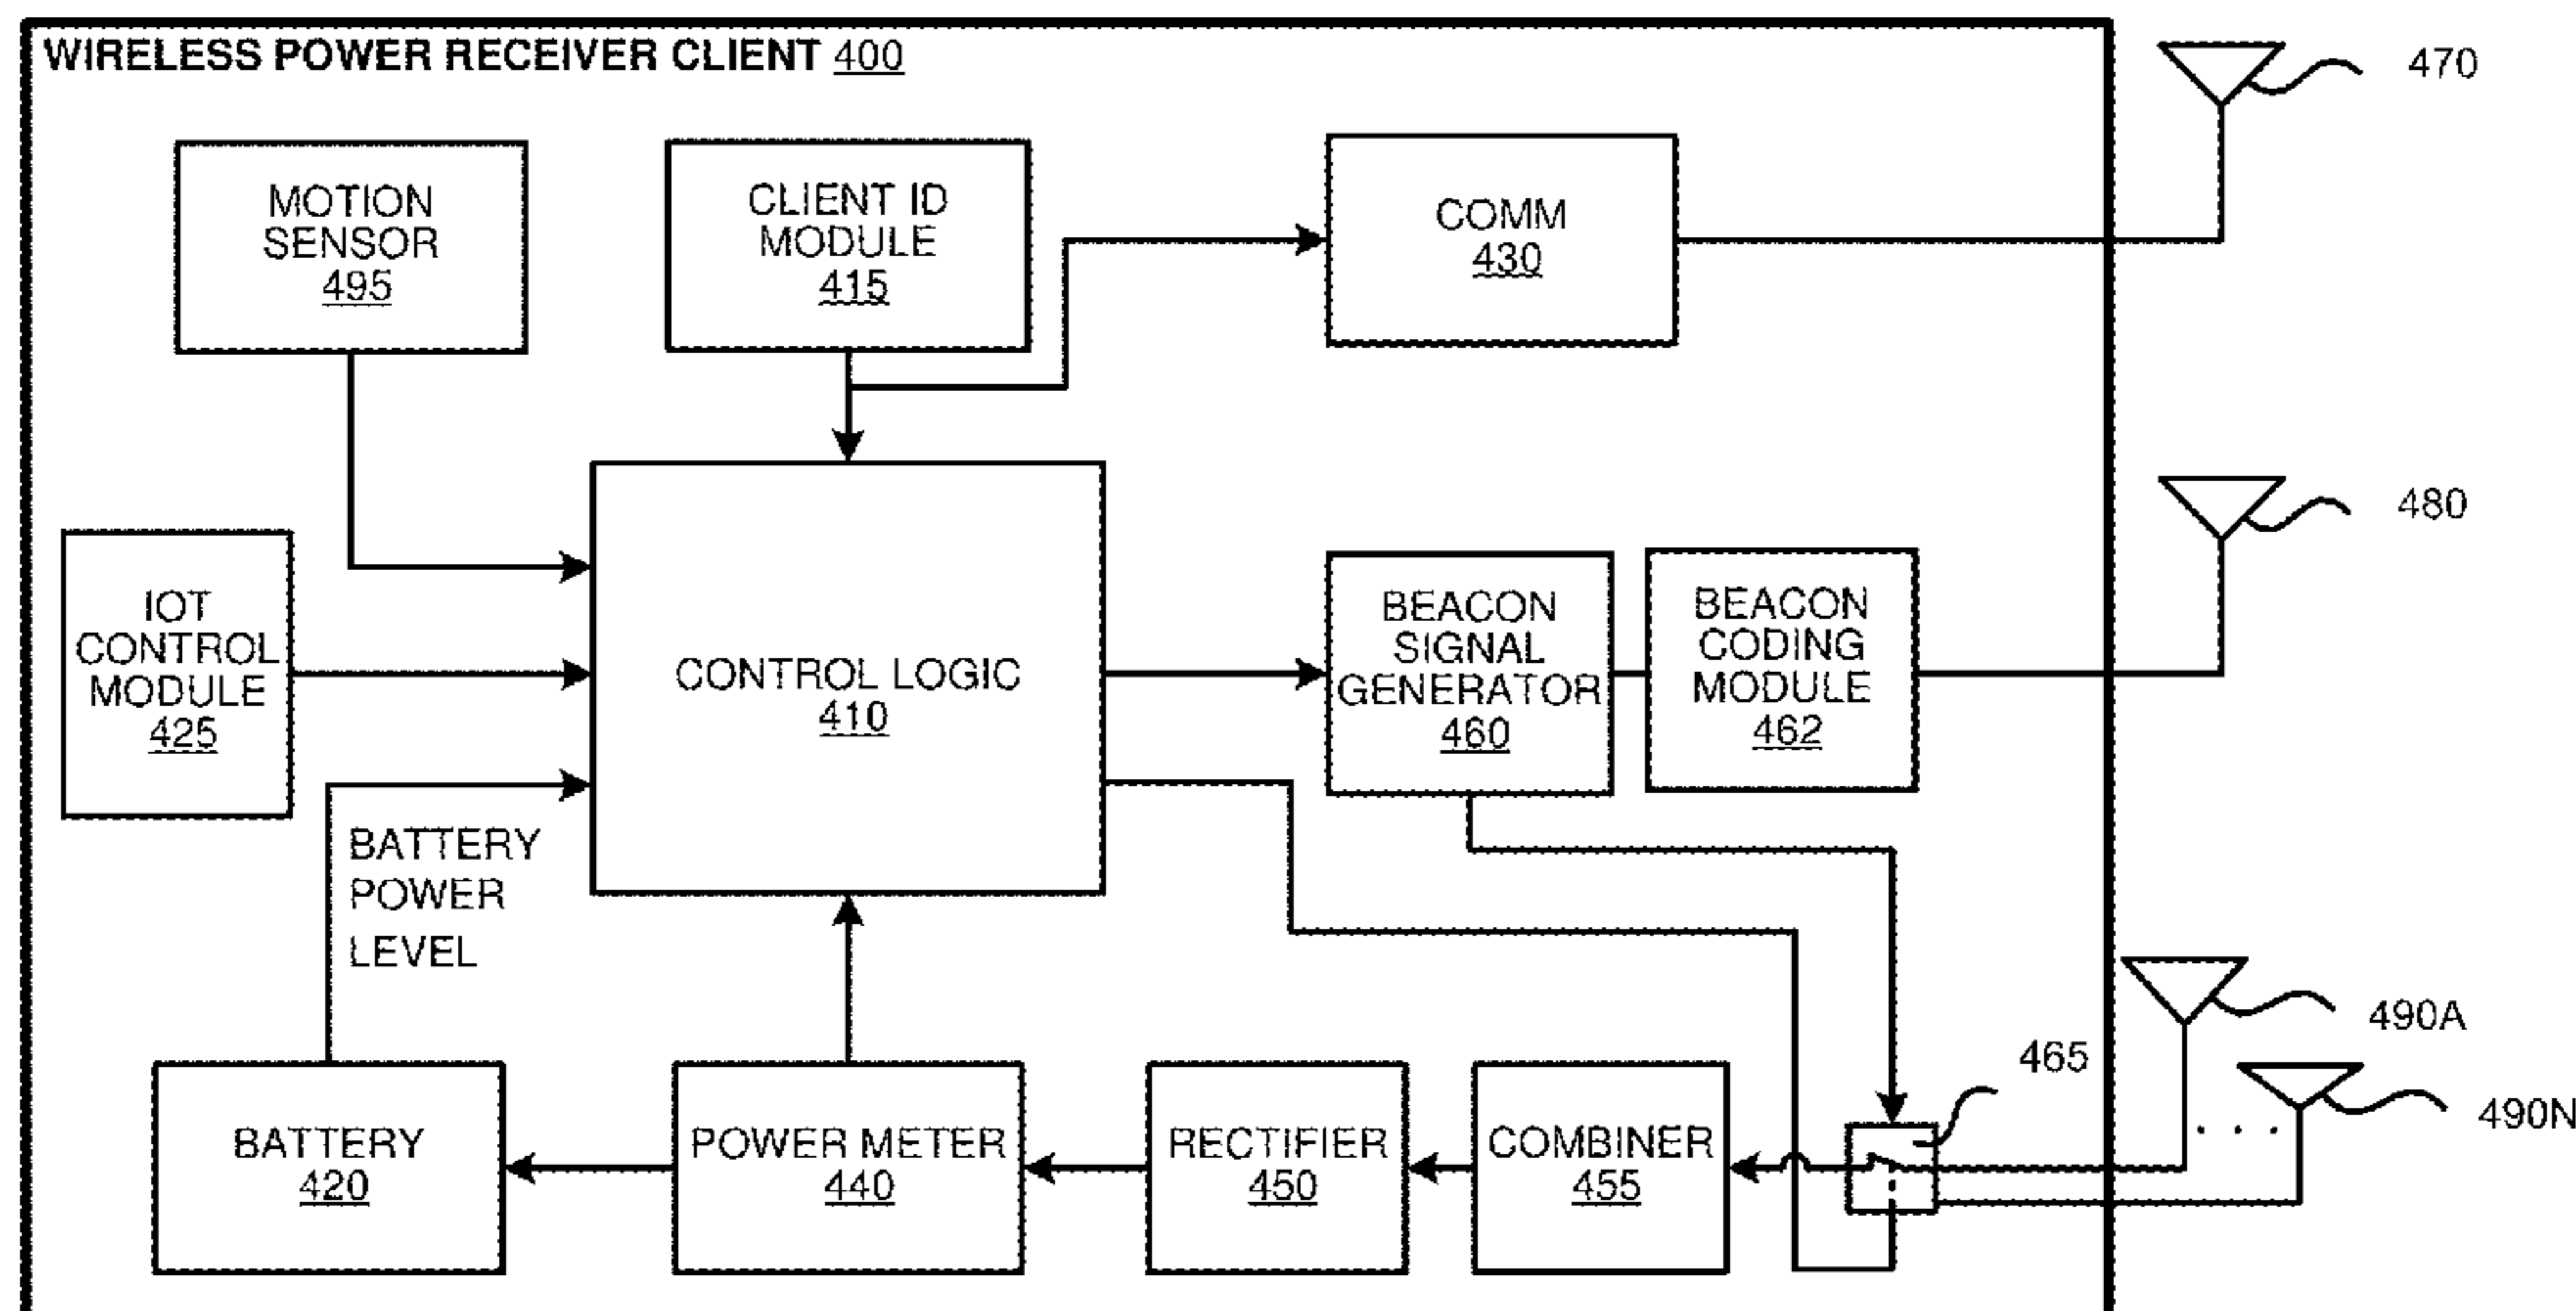 WIRELESS POWER RECEIVER CLIENT 400
470
MOTION
SENSOR
495
CLIENT ID
MODULE
415
COMM
430
480
IOT
CONTROL
MODULE
425
CONTROL LOGIC
410
BEACON
SIGNAL
GENERATOR
460
BEACON
CODING
MODULE
462
BATTERY
POWER
LEVEL
490A
465
490N
BATTERY
420
POWER METER
440
RECTIFIER
450
COMBINER
455
. . .